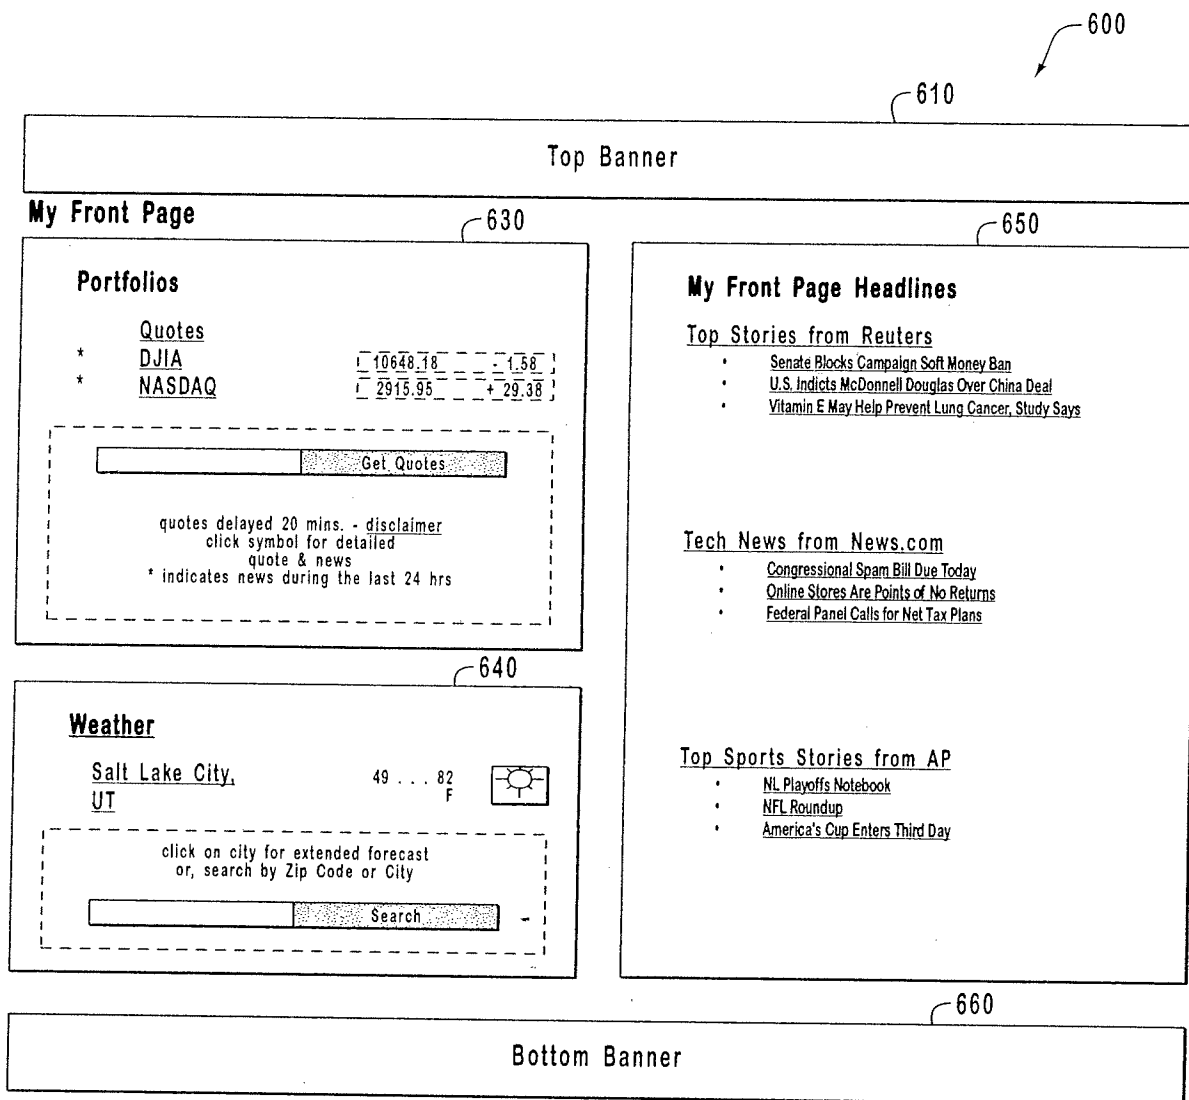 600
610
Top Banner
My Front Page
630
Portfolios
Quotes
* DJIA 10648.18 - 1.58
* NASDAQ 2915.95 + 29.38
Get Quotes
quotes delayed 20 mins. - disclaimer
click symbol for detailed
quote & news
* indicates news during the last 24 hrs
640
Weather
Salt Lake City, 49 . . . 82
UT F
click on city for extended forecast
or, search by Zip Code or City
Search
650
My Front Page Headlines
Top Stories from Reuters
• Senate Blocks Campaign Soft Money Ban
• U.S. Indicts McDonnell Douglas Over China Deal
• Vitamin E May Help Prevent Lung Cancer, Study Says
Tech News from News.com
• Congressional Spam Bill Due Today
• Online Stores Are Points of No Returns
• Federal Panel Calls for Net Tax Plans
Top Sports Stories from AP
• NL Playoffs Notebook
• NFL Roundup
• America's Cup Enters Third Day
660
Bottom Banner